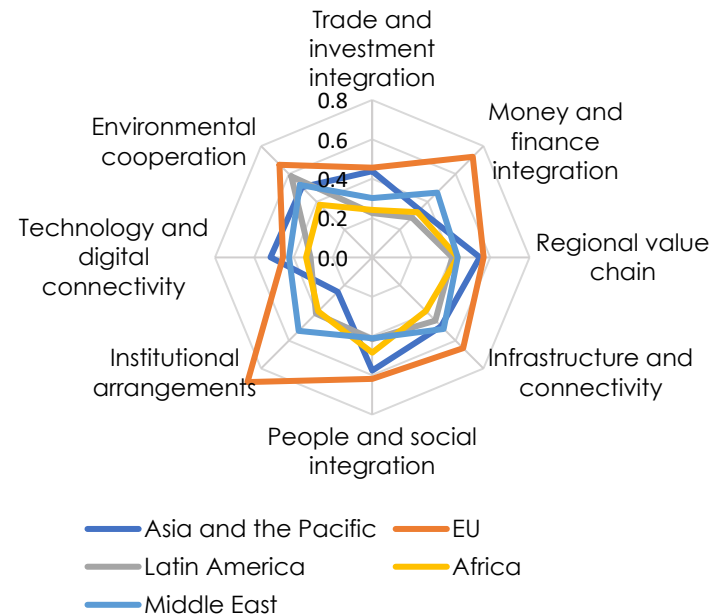 Trade and
investment
integration
Money and
finance
integration
Regional value
chain
Infrastructure and
connectivity
People and social
integration
Institutional
arrangements
Technology and
digital
connectivity
Environmental
cooperation
0.8
0.6
0.4
0.2
0.0
Asia and the Pacific
EU
Latin America
Africa
Middle East